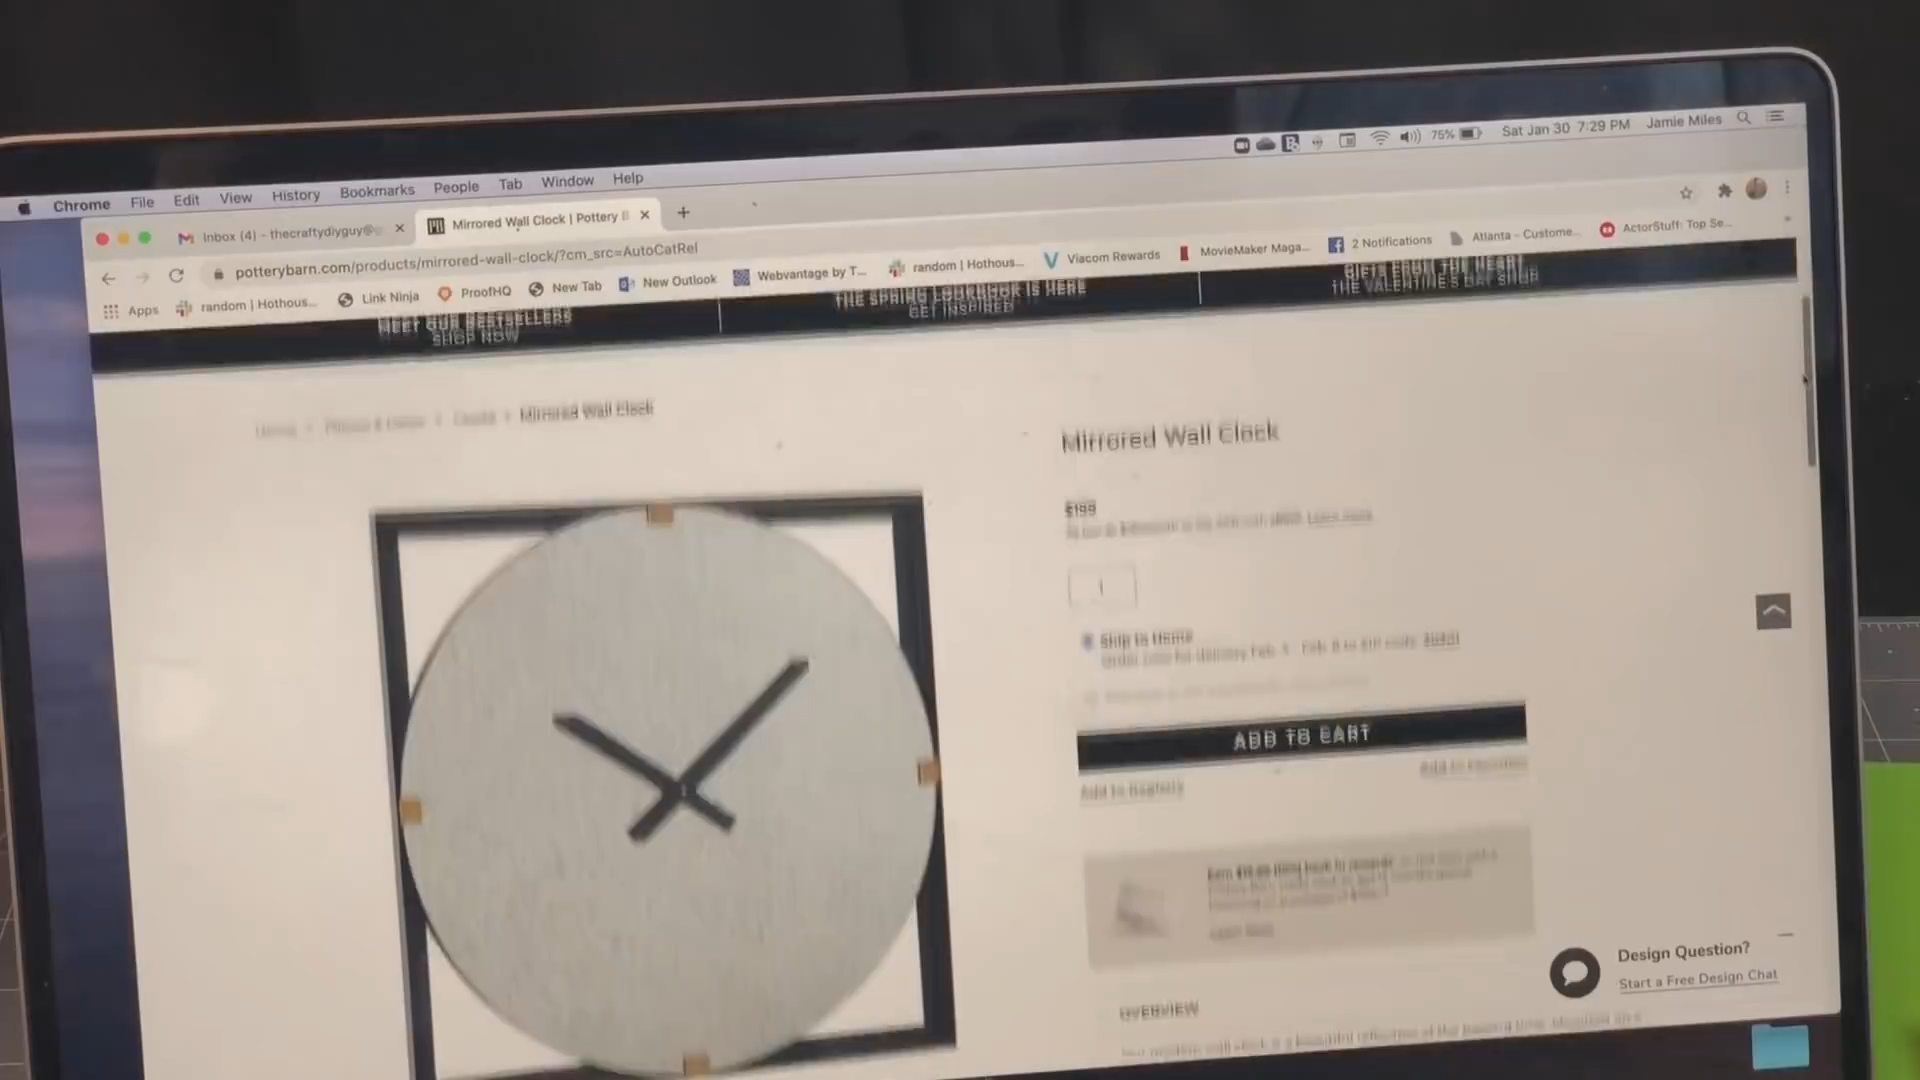 Chrome File Edit View History Bookmarks People Tab Window Help 75% Sat Jan 30 7:29 PM Jamie Miles
Inbox (4) - thecraftydiyguy@ Mirrored Wall Clock | Pottery B
potterybarn.com/products/mirrored-wall-clock/?cm_src=AutoCatRel
Apps random | Hothous... Link Ninja ProofHQ New Tab New Outlook Webvantage by T... random | Hothous... Viacom Rewards MovieMaker Maga... 2 Notifications Atlanta - Custome... ActorStuff: Top Se...
MEET OUR BESTSELLERS
SHOP NOW
THE SPRING LOOKBOOK IS HERE
GET INSPIRED
GIFTS FROM THE HEART
THE VALENTINE'S DAY SHOP
Mirrored Wall Clock
Mirrored Wall Clock
$199
1
Ship to Home
ADD TO CART
Add to Registry
Add to Favorites
Design Question?
Start a Free Design Chat
OVERVIEW